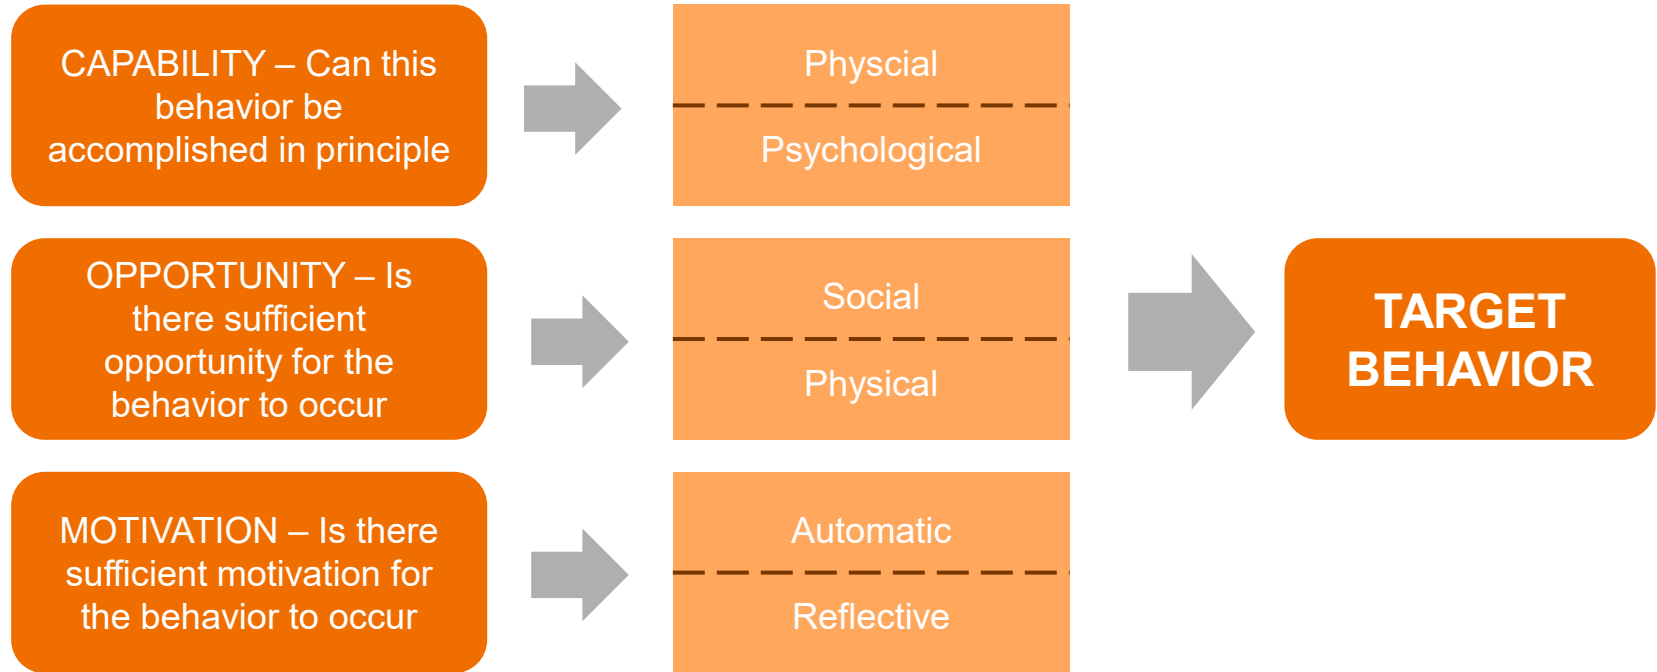 CAPABILITY – Can this
behavior be
accomplished in principle
Physcial
Psychological
OPPORTUNITY – Is
there sufficient
opportunity for the
behavior to occur
Social
Physical
MOTIVATION – Is there
sufficient motivation for
the behavior to occur
Automatic
Reflective
TARGET
BEHAVIOR